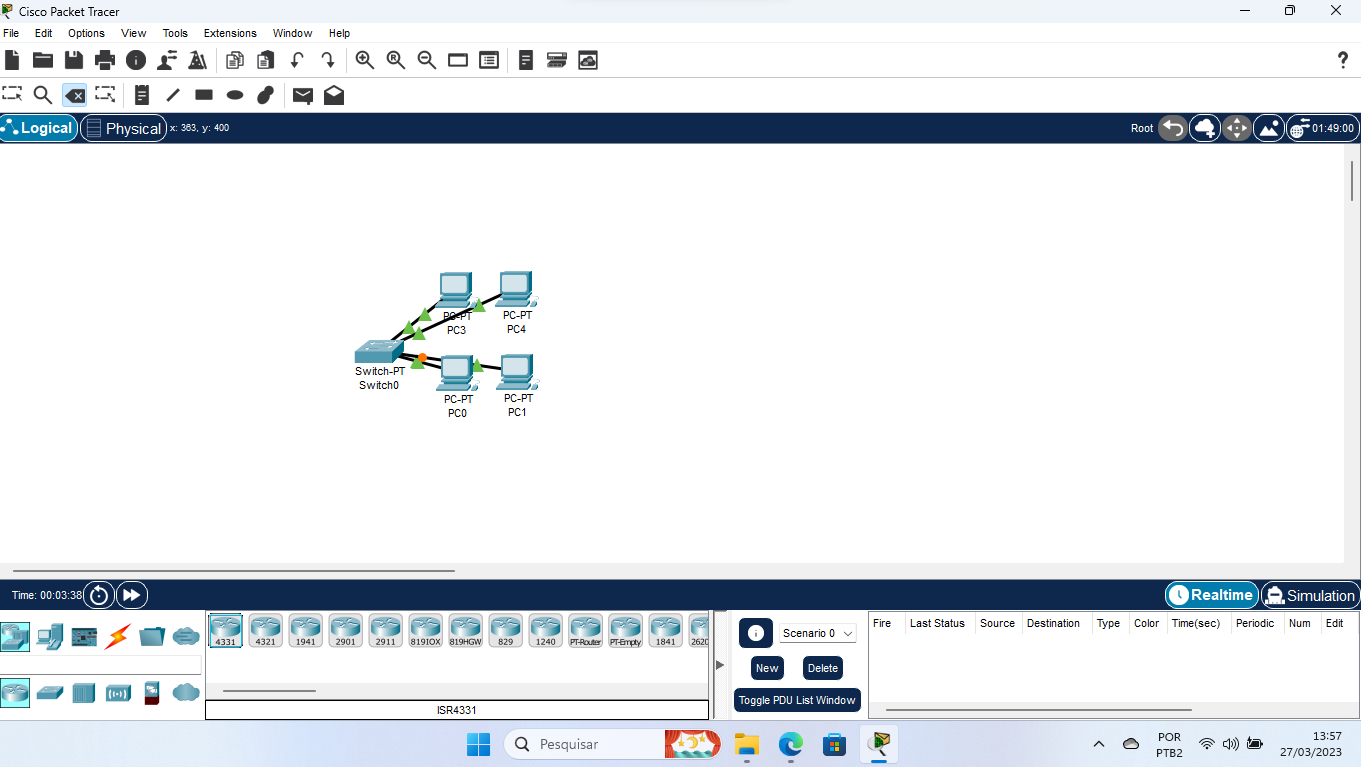 Cisco Packet Tracer
File Edit Options View Tools Extensions Window Help
Logical Physical x: 363, y: 400 Root 01:49:00
PC-PT
PC3
PC-PT
PC4
Switch-PT
Switch0
PC-PT
PC0
PC-PT
PC1
Time: 00:03:38 Realtime Simulation
4331 4321 1941 2901 2911 819IOX 819HGW 829 1240 PT-Router PT-Empty 1841 2620
ISR4331
Scenario 0
New Delete
Toggle PDU List Window
Fire Last Status Source Destination Type Color Time(sec) Periodic Num Edit
Pesquisar
POR
PTB2
13:57
27/03/2023